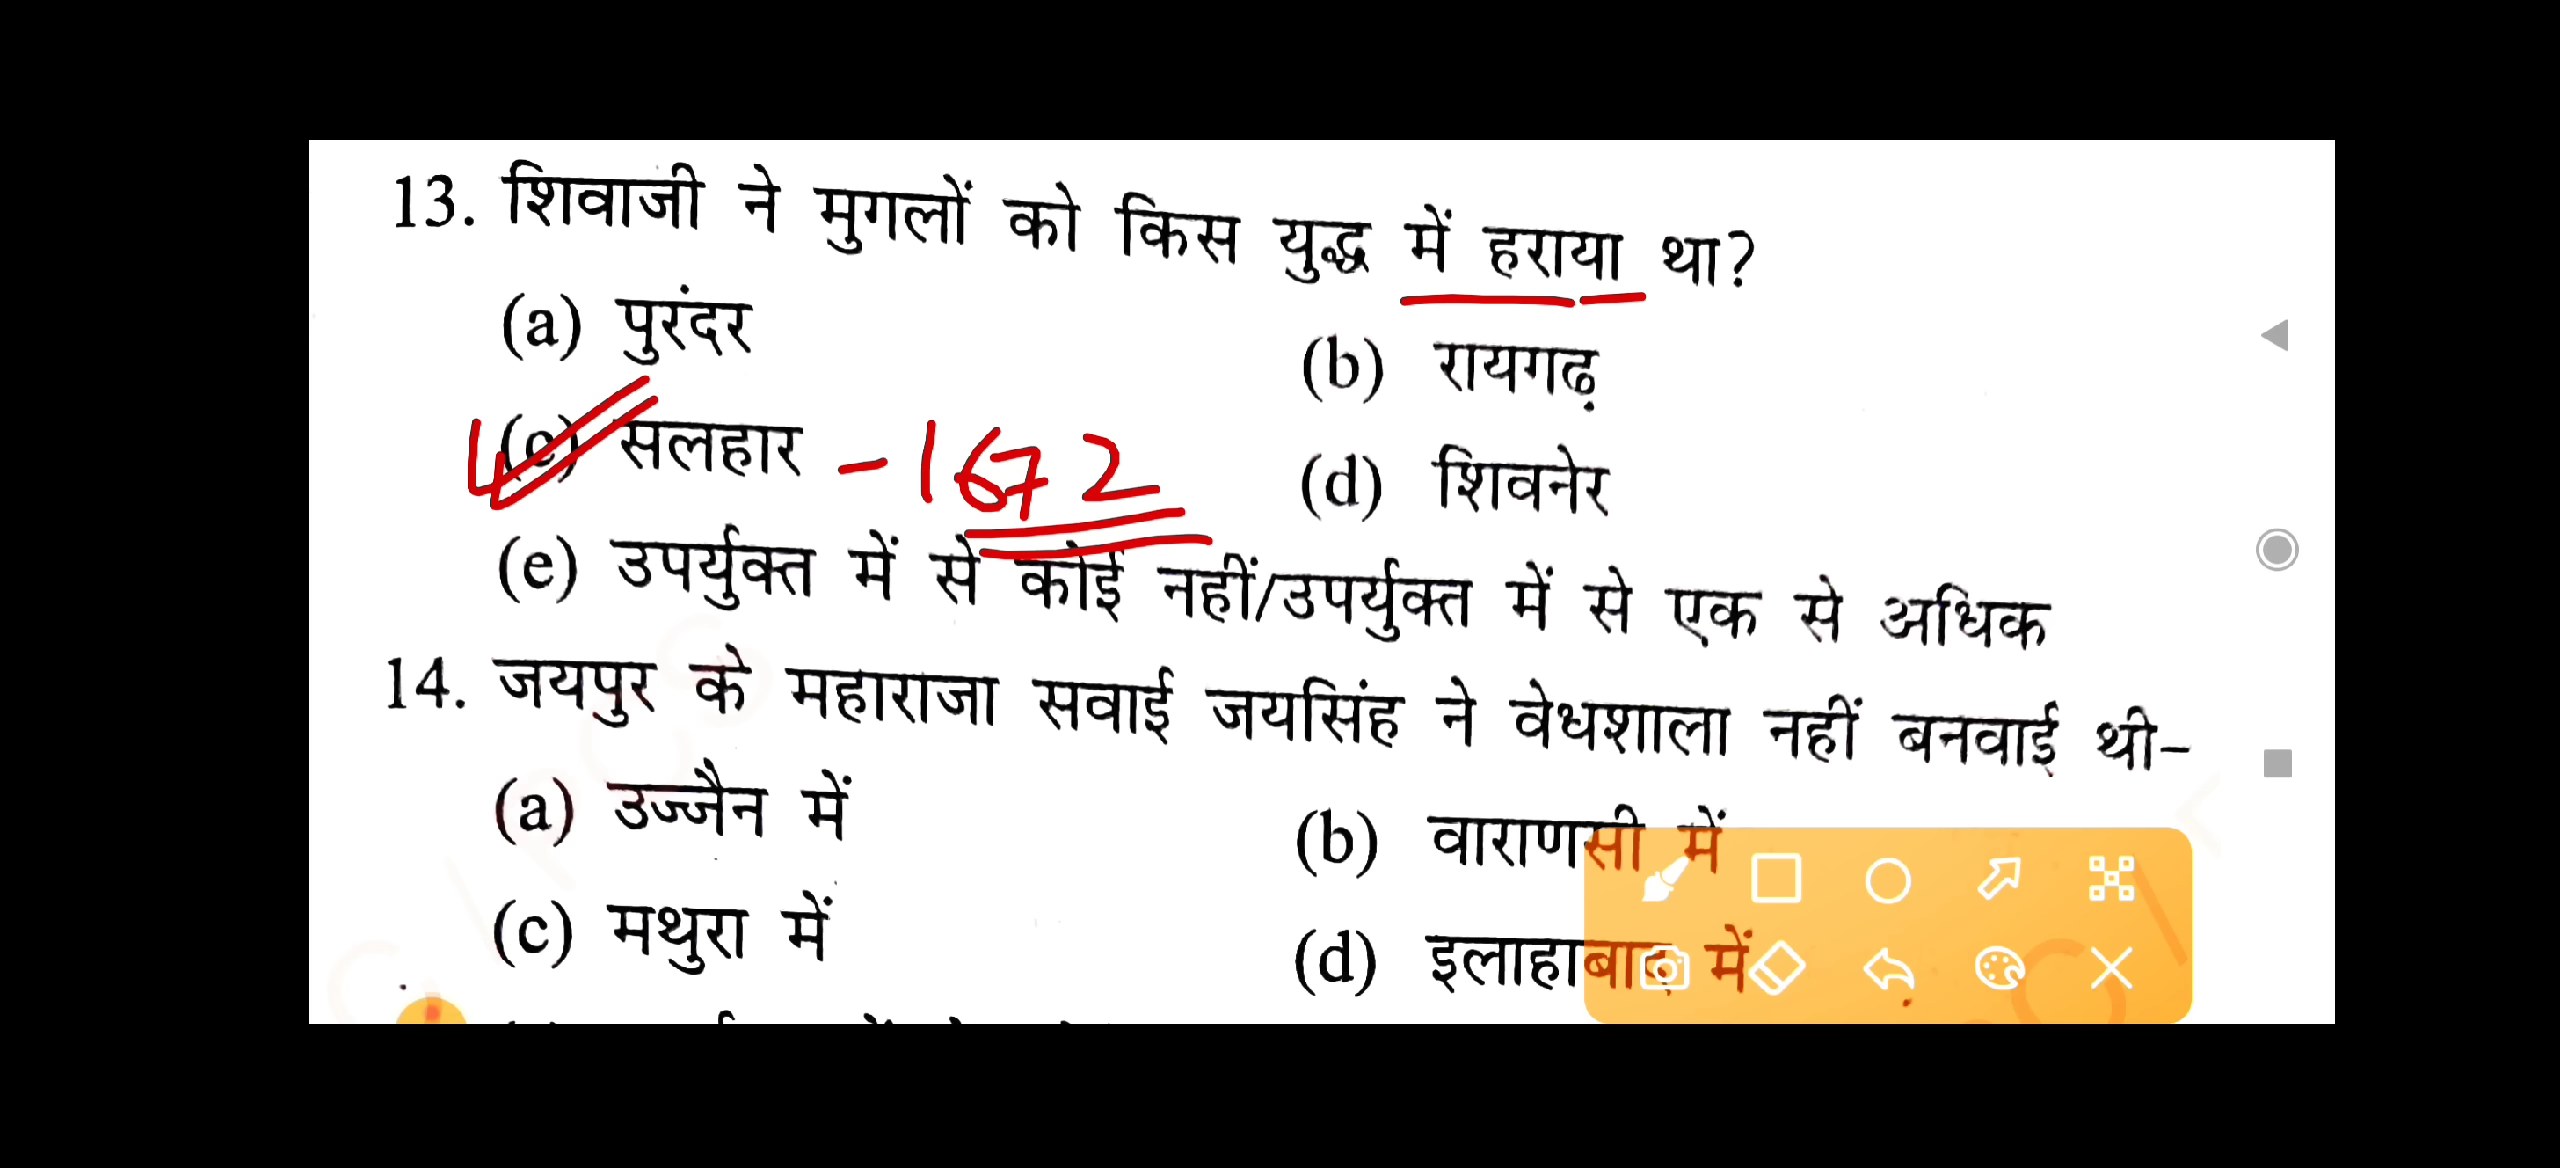 13. शिवाजी ने मुगलों को किस युद्ध में हराया था?
(a) पुरंदर (b) रायगढ़
(c) सलहार - 1672 (d) शिवनेर
(e) उपर्युक्त में से कोई नहीं/उपर्युक्त में से एक से अधिक
14. जयपुर के महाराजा सवाई जयसिंह ने वेधशाला नहीं बनवाई थी-
(a) उज्जैन में (b) वाराणसी में
(c) मथुरा में (d) इलाहाबाद में